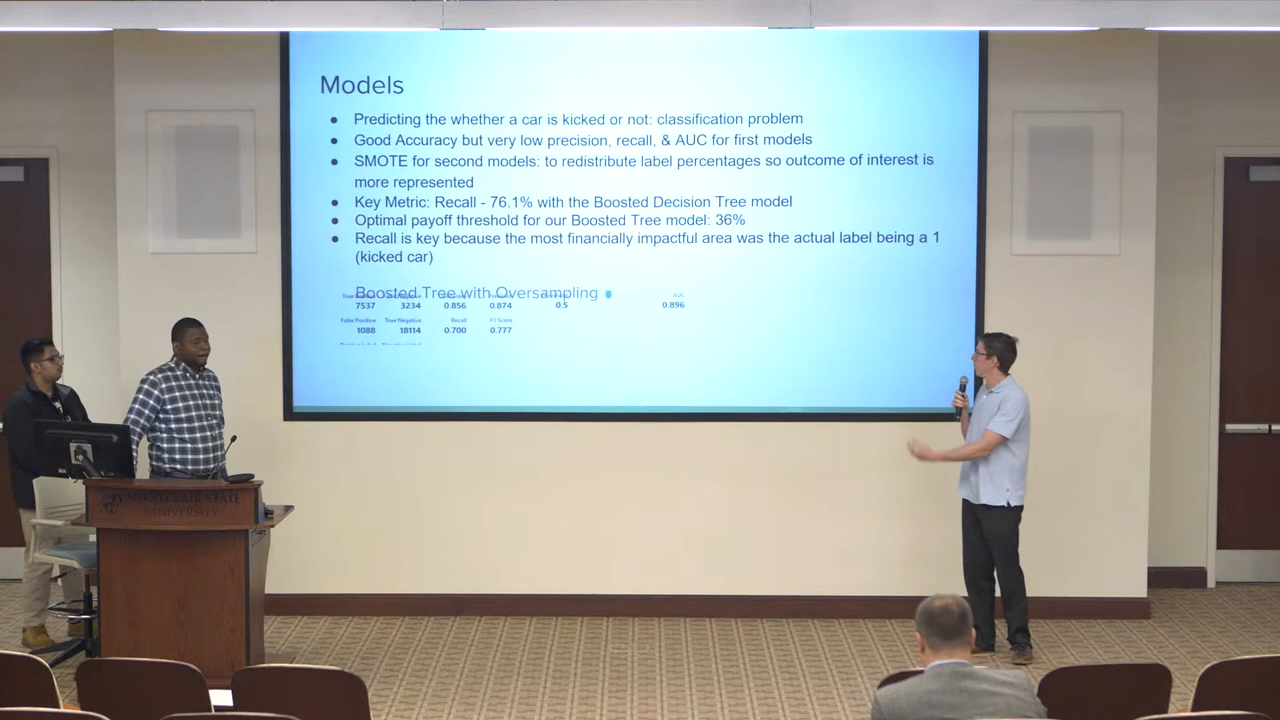 Models
● Predicting the whether a car is kicked or not: classification problem
● Good Accuracy but very low precision, recall, & AUC for first models
● SMOTE for second models: to redistribute label percentages so outcome of interest is
more represented
● Key Metric: Recall - 76.1% with the Boosted Decision Tree model
● Optimal payoff threshold for our Boosted Tree model: 36%
● Recall is key because the most financially impactful area was the actual label being a 1
(kicked car)
Boosted Tree with Oversampling
AUC
7537 3234 0.856 0.874 0.5 0.896
False Positive True Negative Recall F1 Score
1088 18114 0.700 0.777
MONTCLAIR STATE
UNIVERSITY